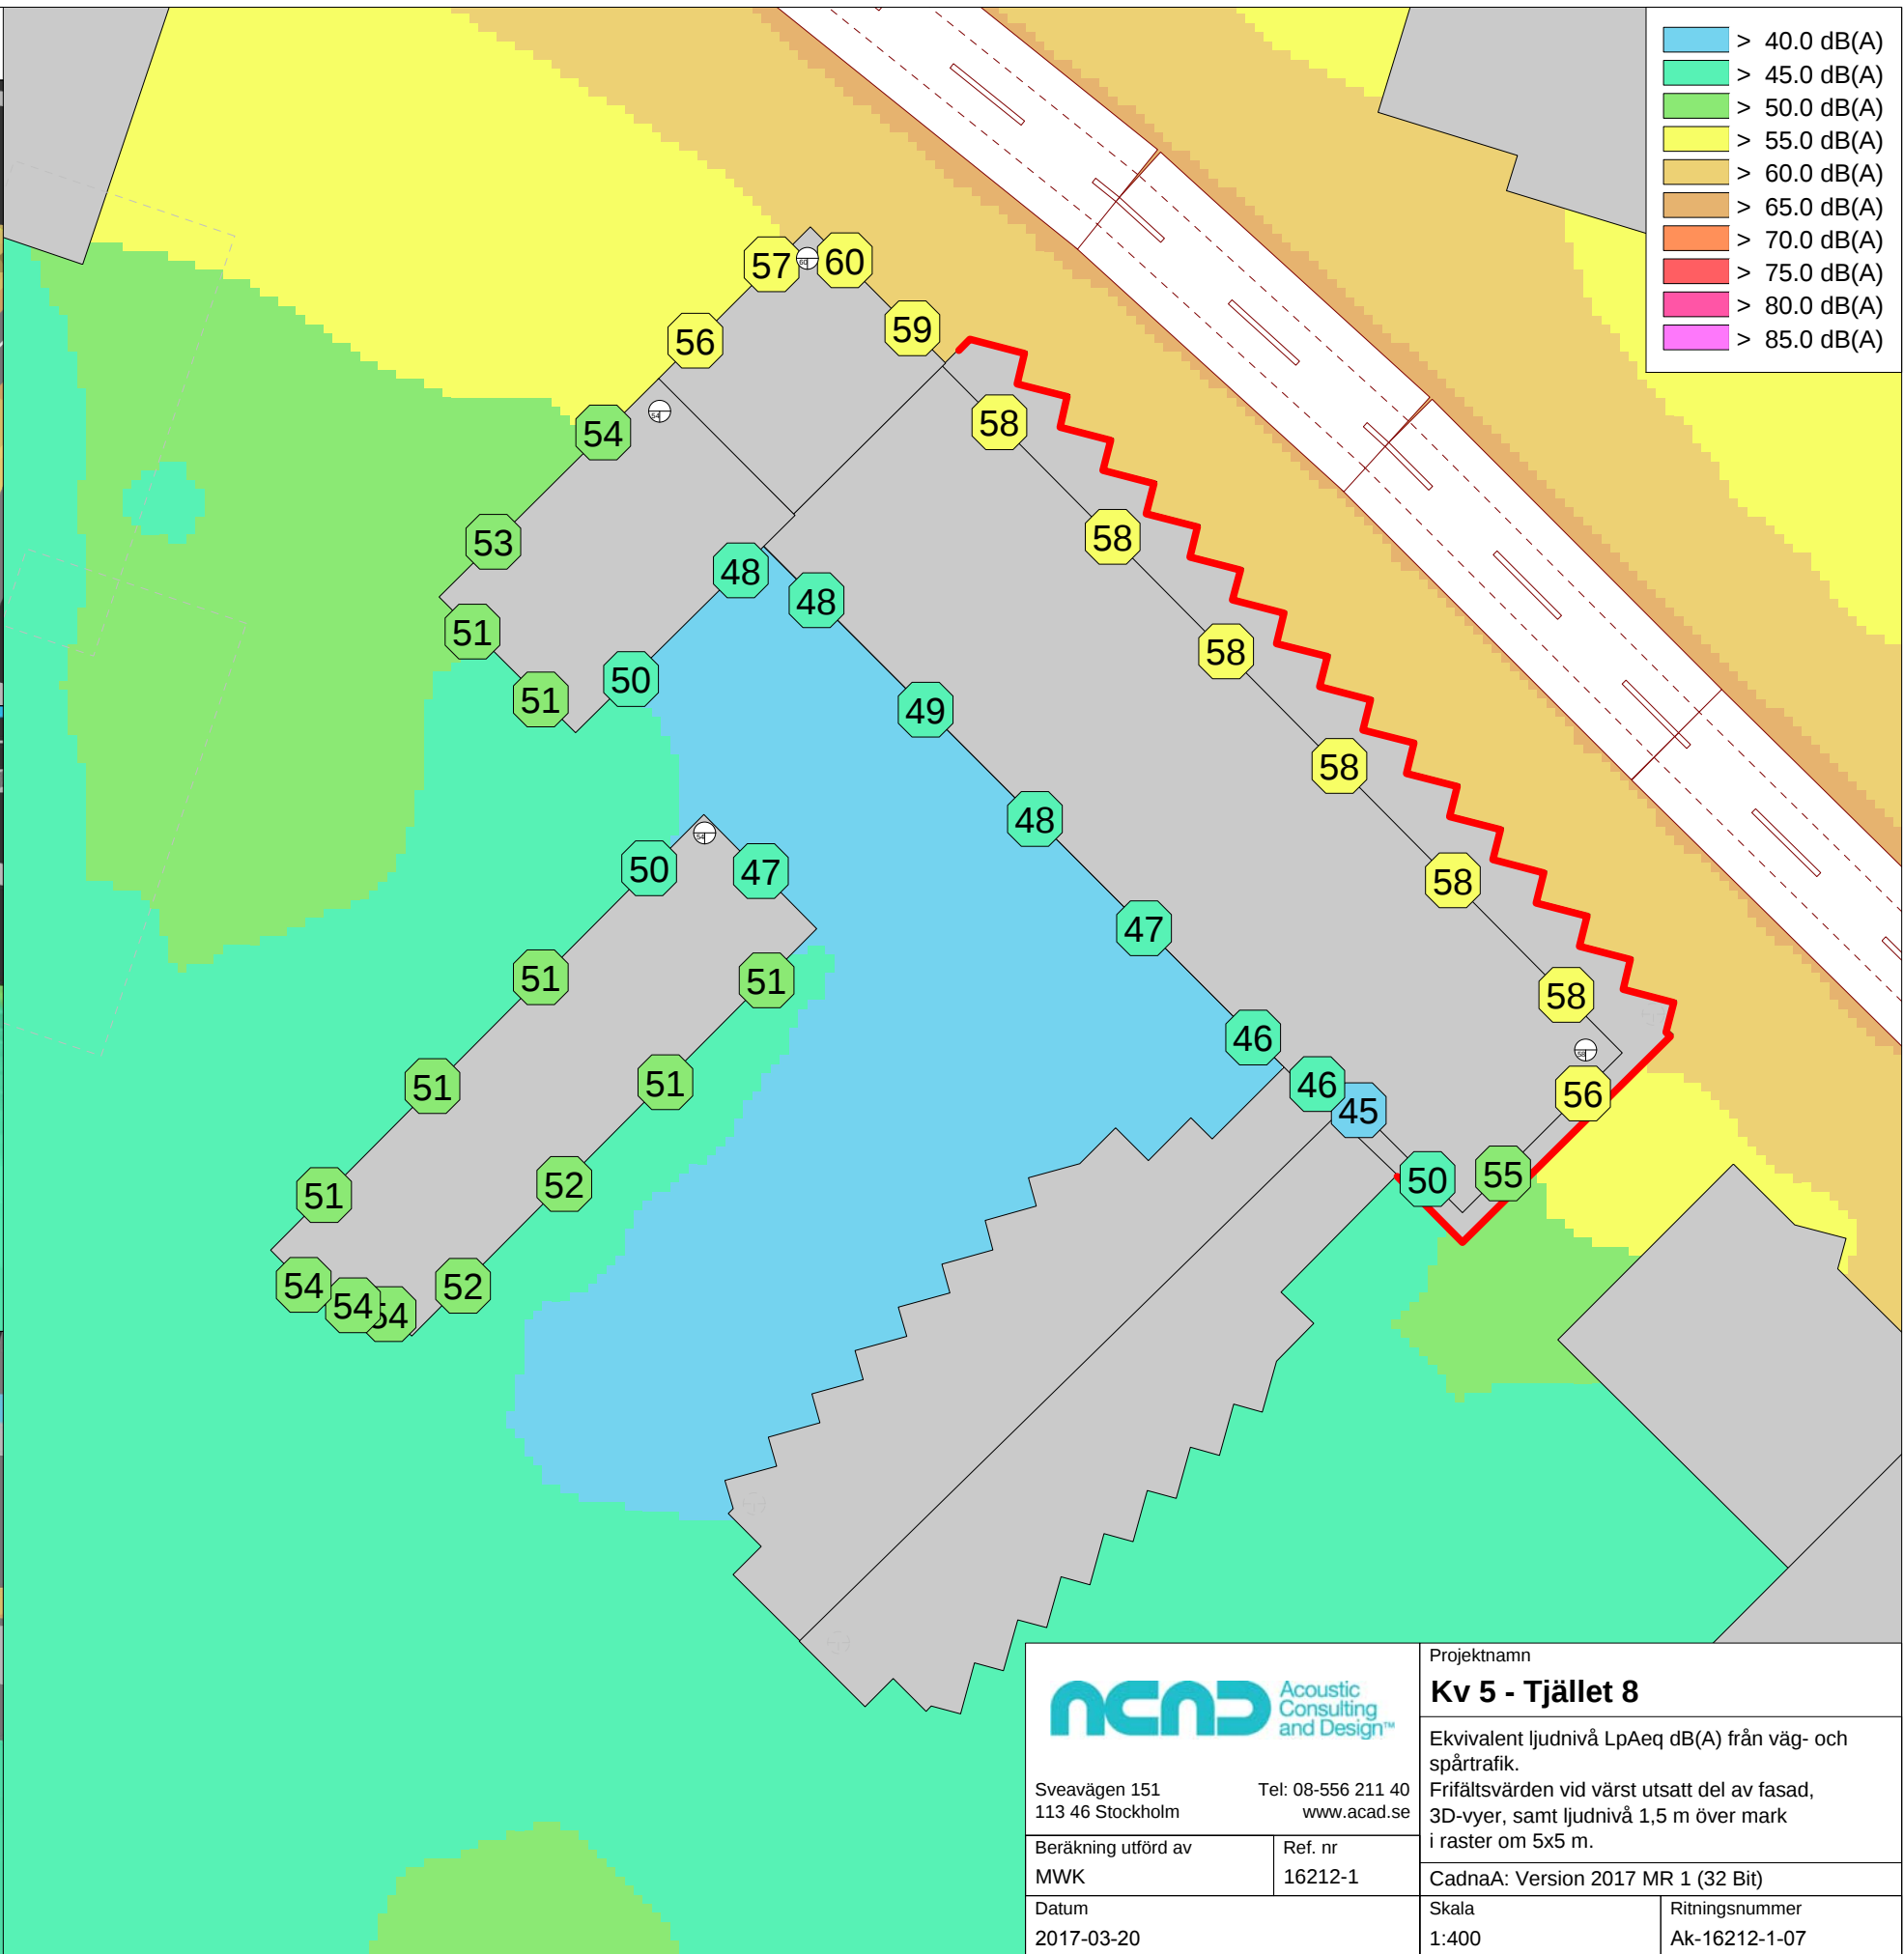 > 40.0 dB(A)
> 45.0 dB(A)
> 50.0 dB(A)
> 55.0 dB(A)
> 60.0 dB(A)
> 65.0 dB(A)
> 70.0 dB(A)
> 75.0 dB(A)
> 80.0 dB(A)
> 85.0 dB(A)
57
60
60
56
59
54
54
58
53
58
48
48
51
58
50
51
49
58
48
54
50
47
58
47
51
51
58
46
58
51
51
46
56
45
51
52
50
55
54
52
54
54
acad Acoustic
Consulting
and Design™
Sveavägen 151 Tel: 08-556 211 40
113 46 Stockholm www.acad.se
Beräkning utförd av
MWK
Ref. nr
16212-1
Datum
2017-03-20
Projektnamn
Kv 5 - Tjället 8
Ekvivalent ljudnivå LpAeq dB(A) från väg- och
spårtrafik.
Frifältsvärden vid värst utsatt del av fasad,
3D-vyer, samt ljudnivå 1,5 m över mark
i raster om 5x5 m.
CadnaA: Version 2017 MR 1 (32 Bit)
Skala
1:400
Ritningsnummer
Ak-16212-1-07